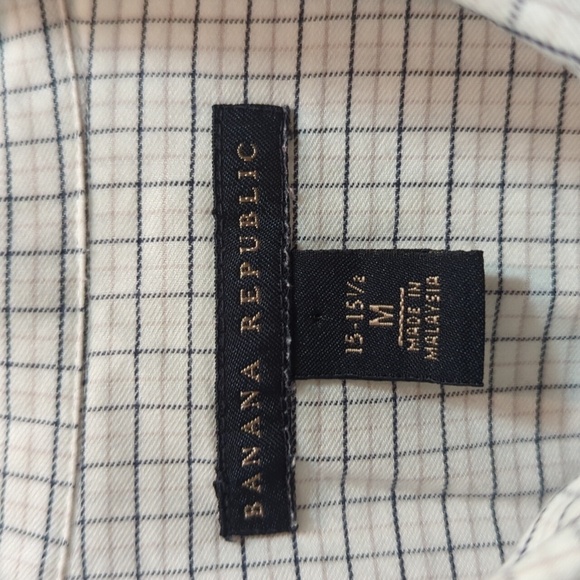 BANANA REPUBLIC
15-15½
M
MADE IN
MALAYSIA